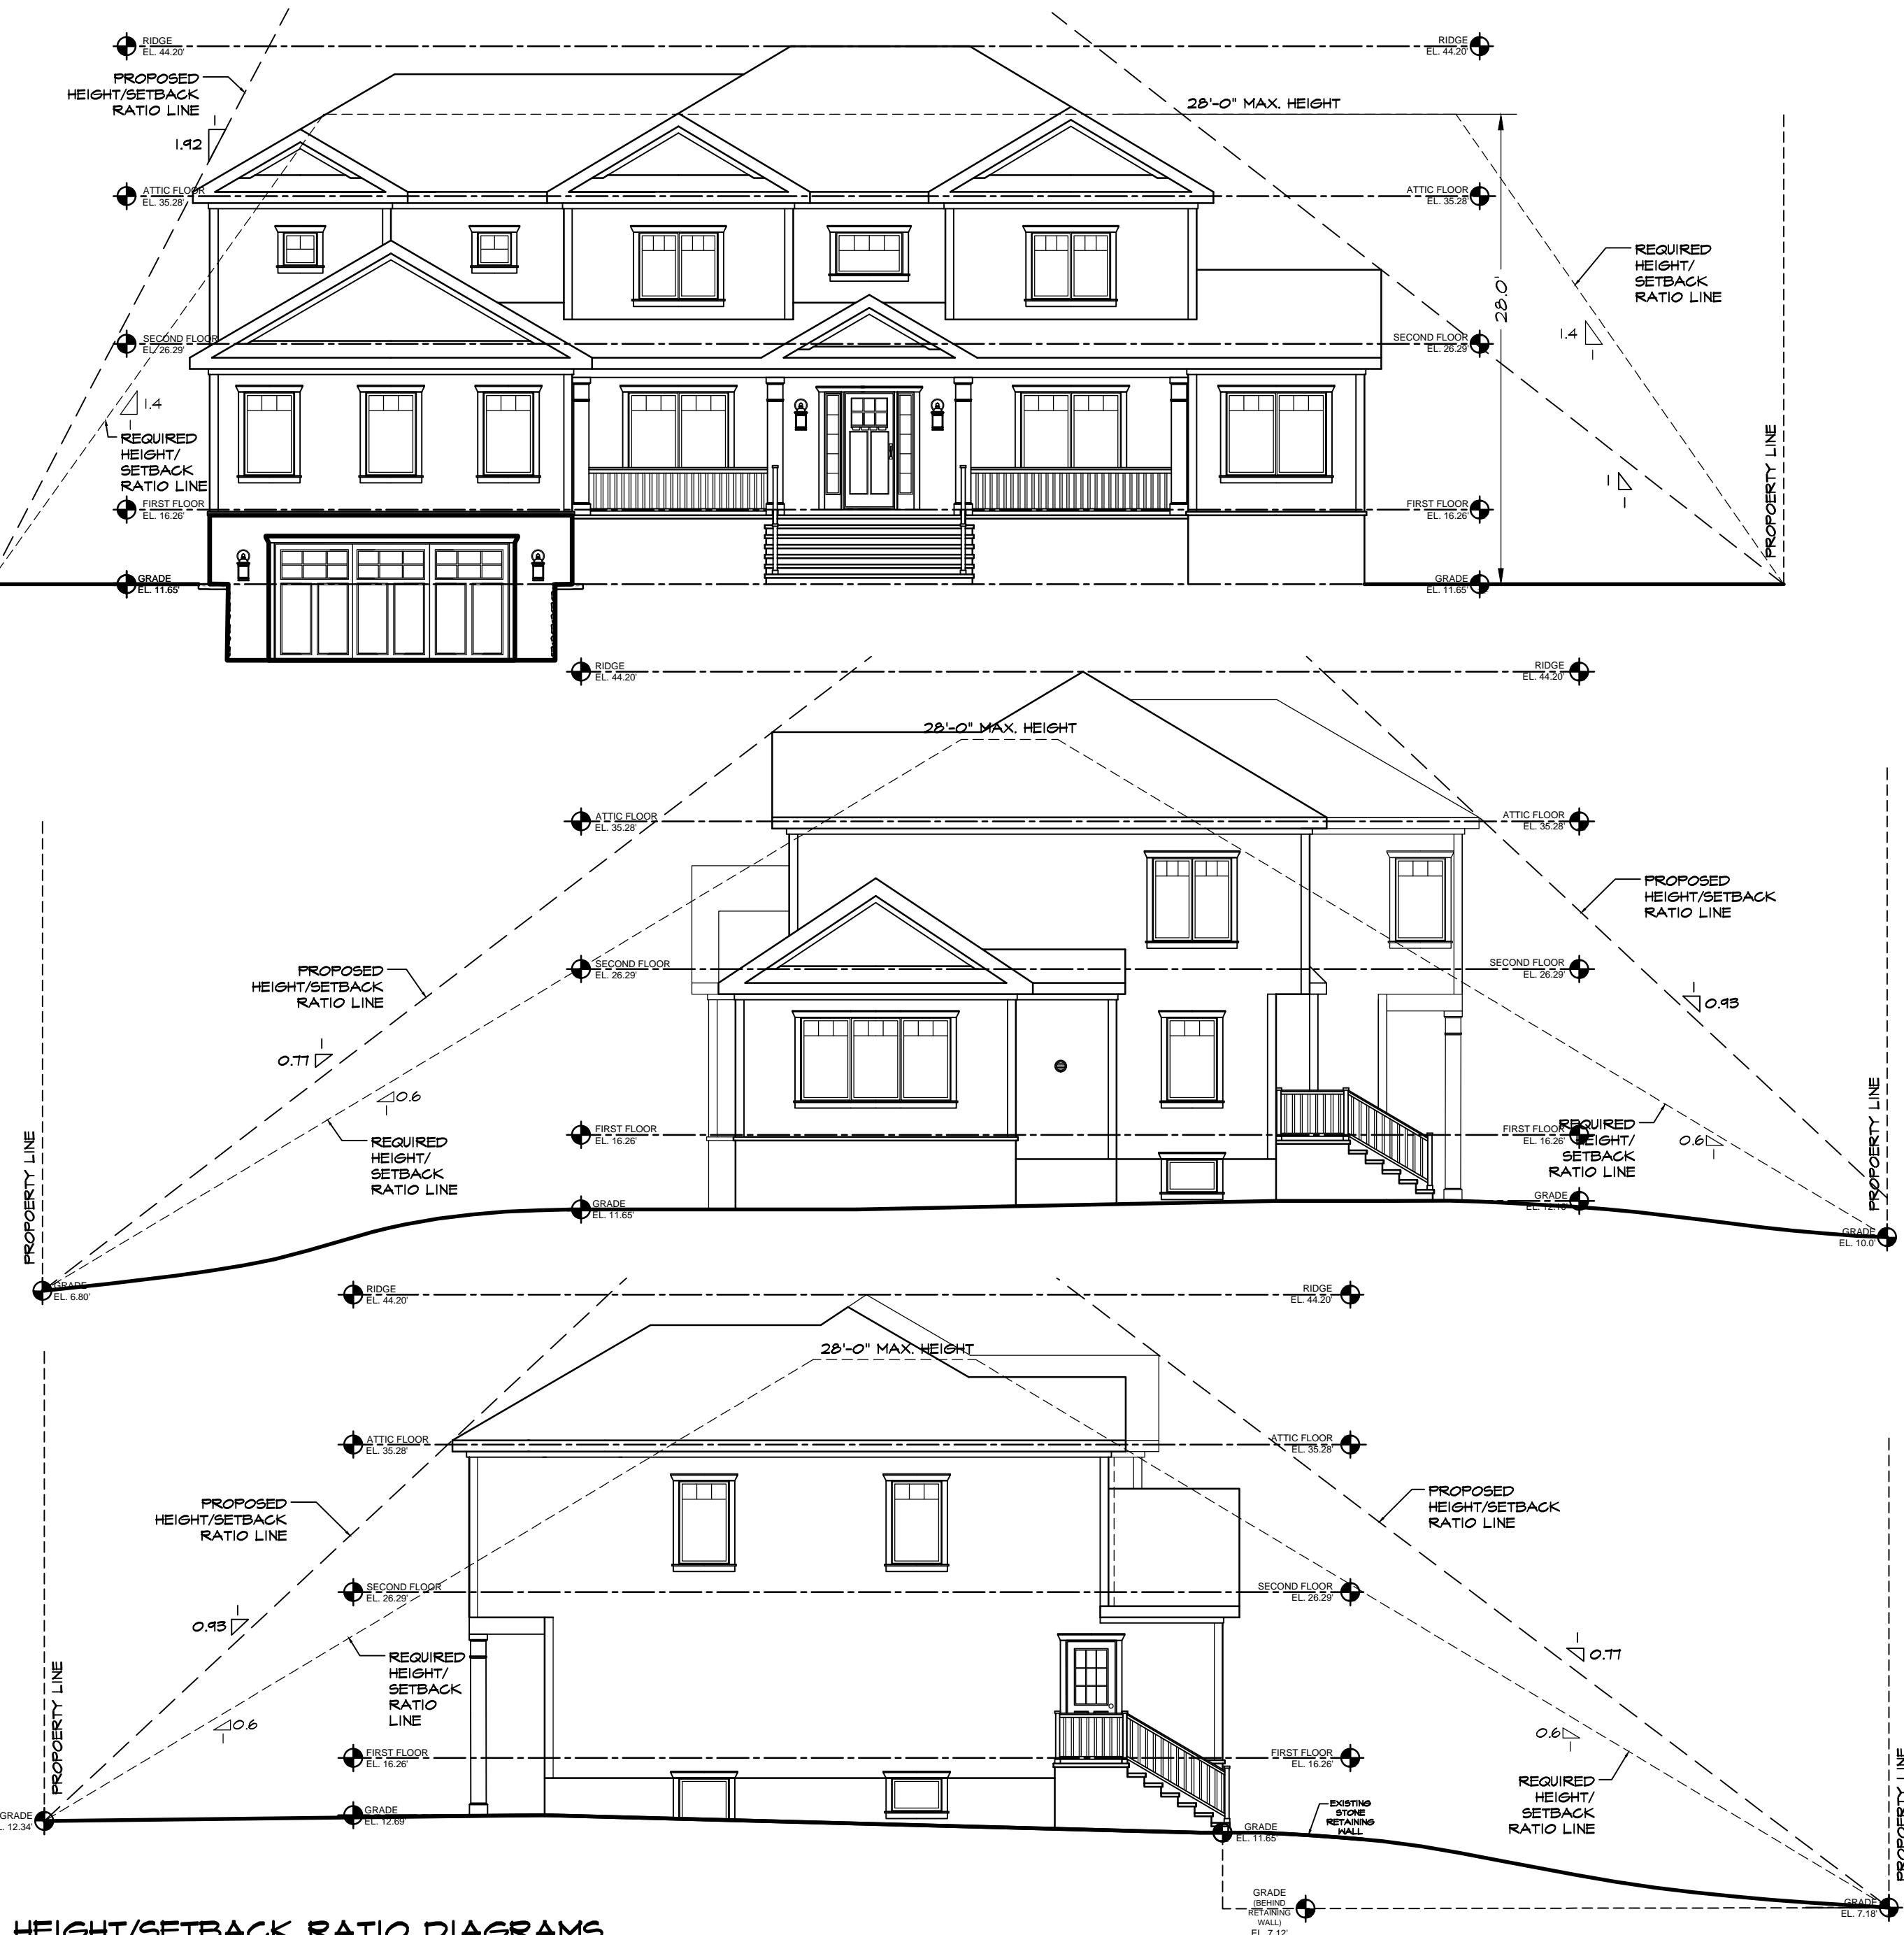 RIDGE
EL. 44.20'
RIDGE
EL. 44.20'
PROPOSED
HEIGHT/SETBACK
RATIO LINE
28'-0" MAX. HEIGHT
1
1.92
ATTIC FLOOR
EL. 35.28'
ATTIC FLOOR
EL. 35.28'
REQUIRED
HEIGHT/
SETBACK
RATIO LINE
28.0'
1.4
1
SECOND FLOOR
EL. 26.29'
SECOND FLOOR
EL. 26.29'
1.4
1
REQUIRED
HEIGHT/
SETBACK
RATIO LINE
PROPOERTY LINE
1
1
FIRST FLOOR
EL. 16.26'
FIRST FLOOR
EL. 16.26'
GRADE
EL. 11.65'
GRADE
EL. 11.65'
RIDGE
EL. 44.20'
RIDGE
EL. 44.20'
28'-0" MAX. HEIGHT
ATTIC FLOOR
EL. 35.28'
ATTIC FLOOR
EL. 35.28'
PROPOSED
HEIGHT/SETBACK
RATIO LINE
PROPOSED
HEIGHT/SETBACK
RATIO LINE
SECOND FLOOR
EL. 26.29'
SECOND FLOOR
EL. 26.29'
1
0.93
1
0.77
0.6
1
PROPOERTY LINE
REQUIRED
HEIGHT/
SETBACK
RATIO LINE
FIRST FLOOR
EL. 16.26'
FIRST FLOOR
EL. 16.26'
REQUIRED
HEIGHT/
SETBACK
RATIO LINE
0.6
1
PROPOERTY LINE
GRADE
EL. 11.65'
GRADE
GRADE
EL. 10.0'
GRADE
EL. 6.80'
RIDGE
EL. 44.20'
RIDGE
EL. 44.20'
28'-0" MAX. HEIGHT
ATTIC FLOOR
EL. 35.28'
ATTIC FLOOR
EL. 35.28'
PROPOSED
HEIGHT/SETBACK
RATIO LINE
PROPOSED
HEIGHT/SETBACK
RATIO LINE
SECOND FLOOR
EL. 26.29'
SECOND FLOOR
EL. 26.29'
1
0.93
1
0.77
REQUIRED
HEIGHT/
SETBACK
RATIO
LINE
0.6
1
PROPOERTY LINE
0.6
1
FIRST FLOOR
EL. 16.26'
FIRST FLOOR
EL. 16.26'
REQUIRED
HEIGHT/
SETBACK
RATIO LINE
PROPOERTY LINE
GRADE
L. 12.34'
GRADE
EL. 12.69'
EXISTING
STONE
RETAINING
WALL
GRADE
EL. 11.65'
GRADE
(BEHIND
RETAINING
WALL)
EL. 7.12'
GRADE
EL. 7.18'
HEIGHT/SETBACK RATIO DIAGRAMS